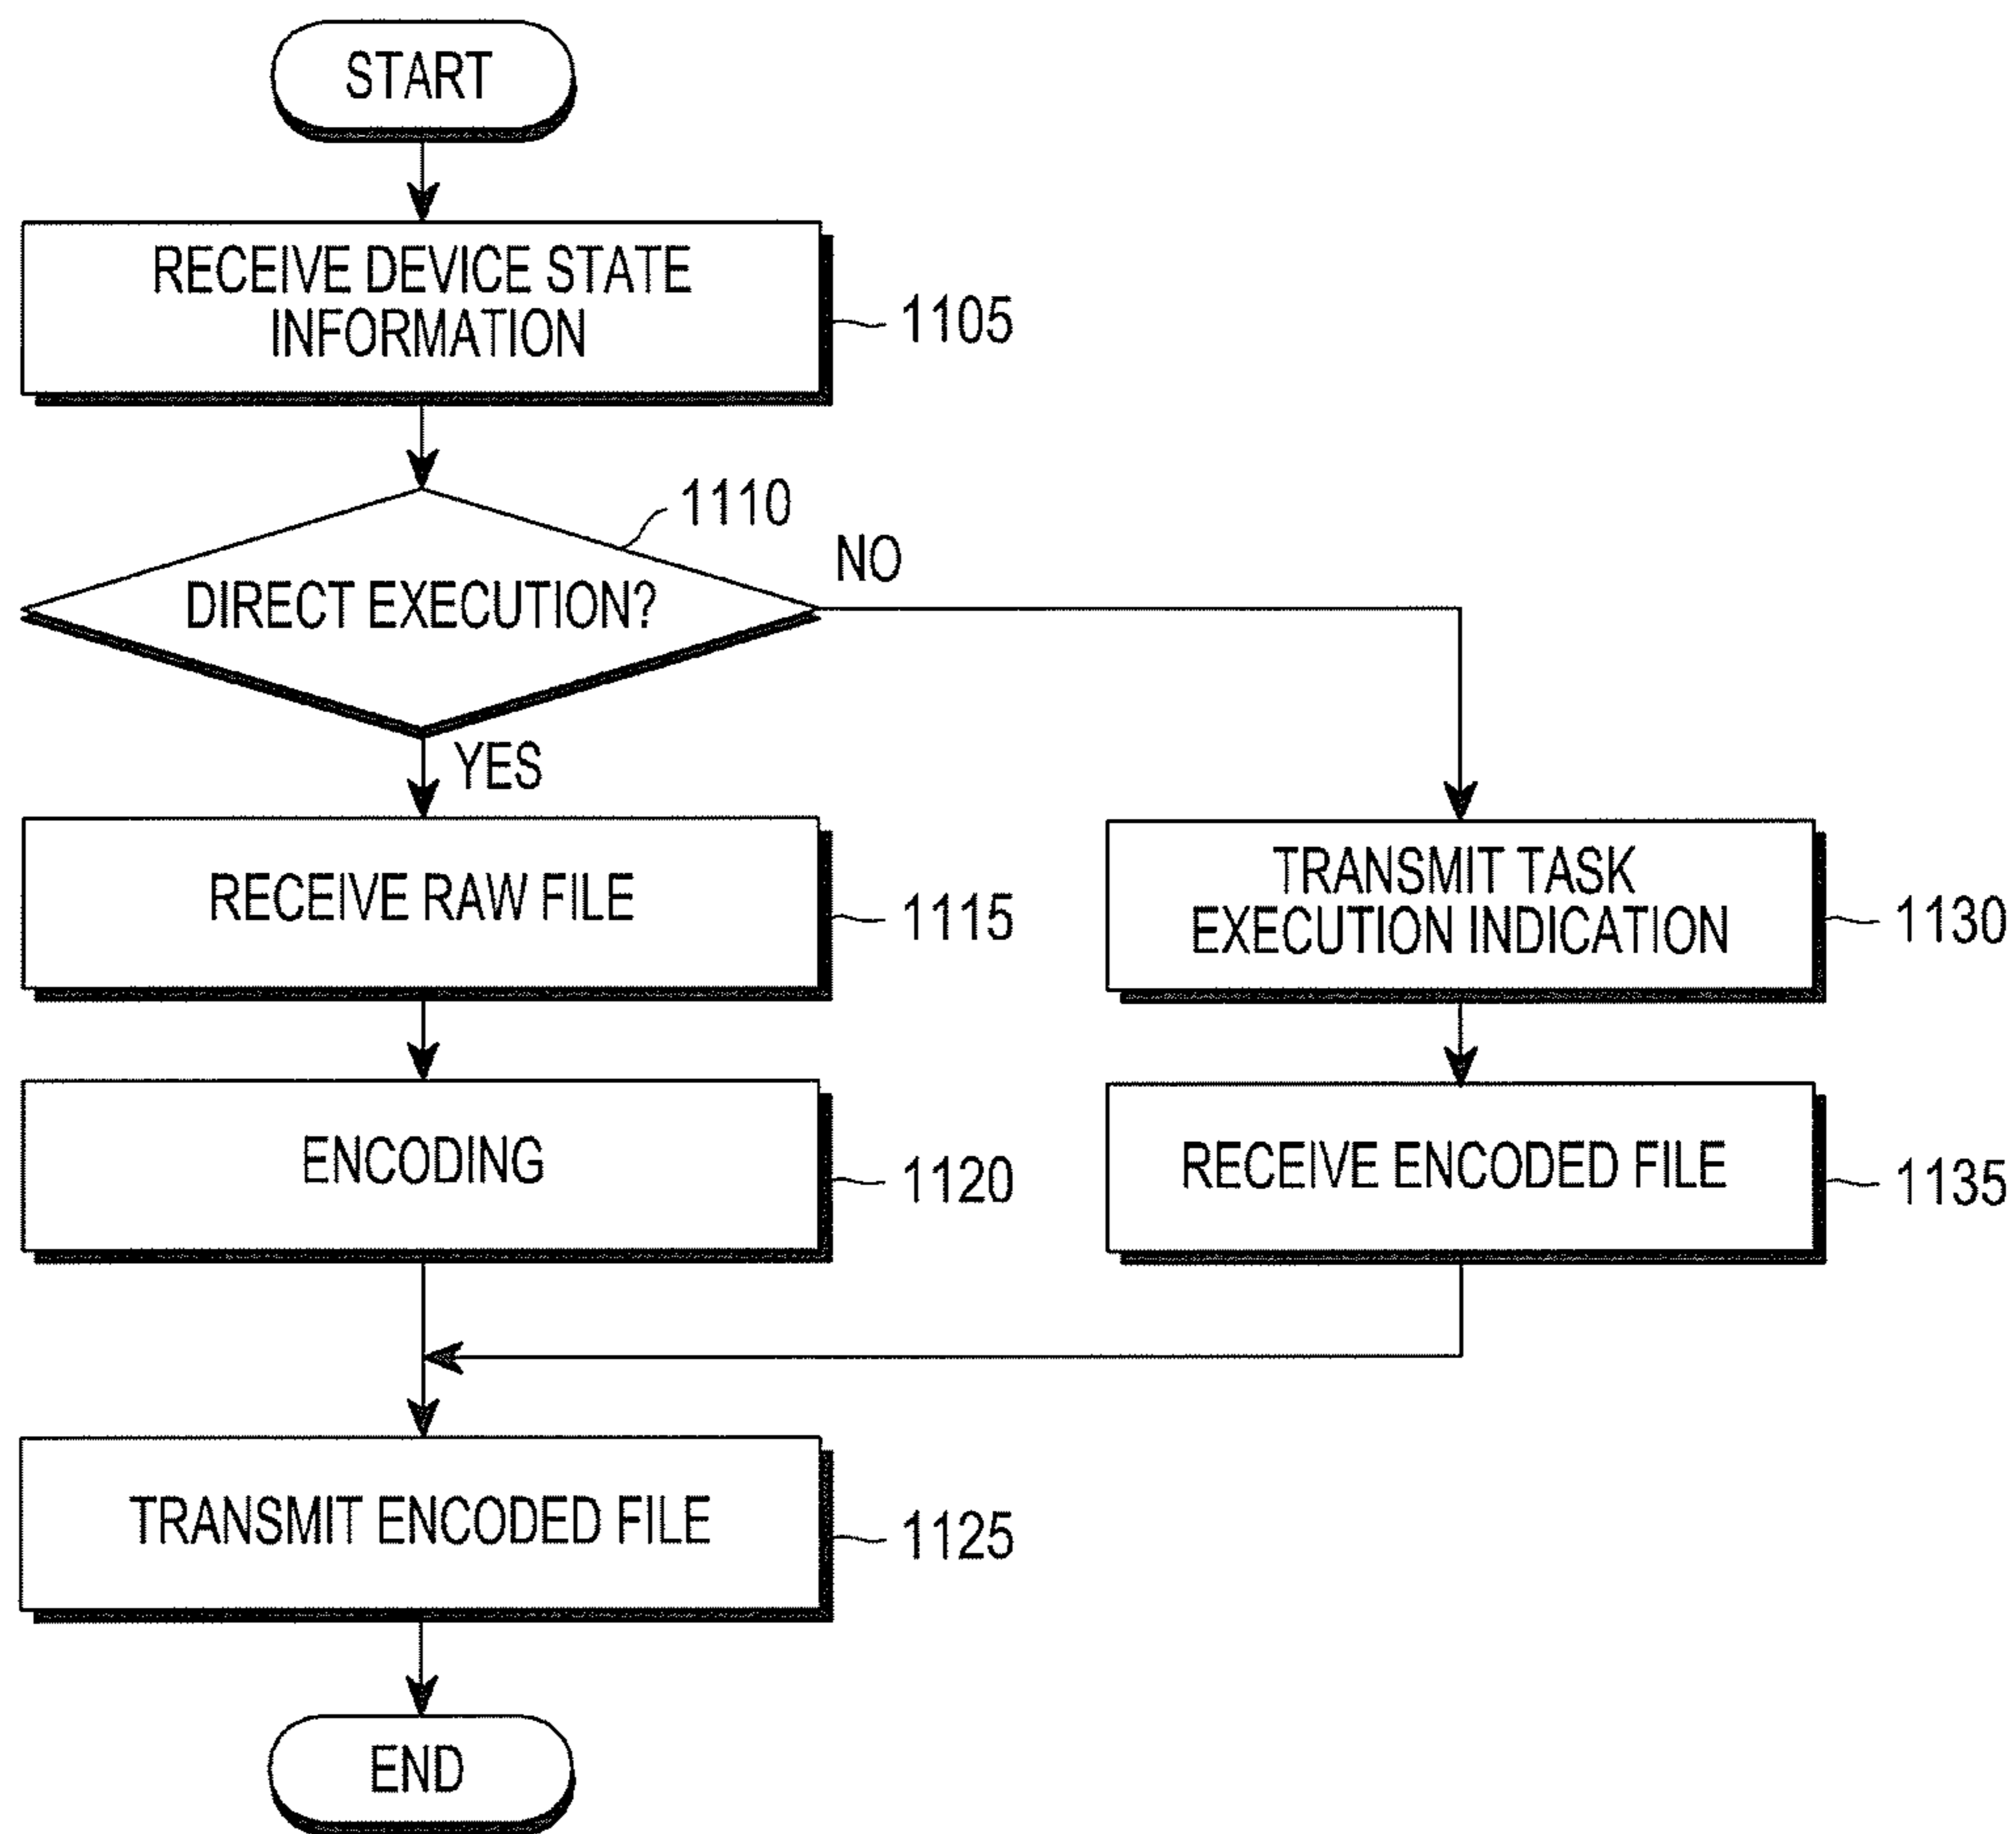 START
RECEIVE DEVICE STATE
INFORMATION
1105
1110
DIRECT EXECUTION?
NO
YES
RECEIVE RAW FILE
1115
TRANSMIT TASK
EXECUTION INDICATION
1130
ENCODING
1120
RECEIVE ENCODED FILE
1135
TRANSMIT ENCODED FILE
1125
END